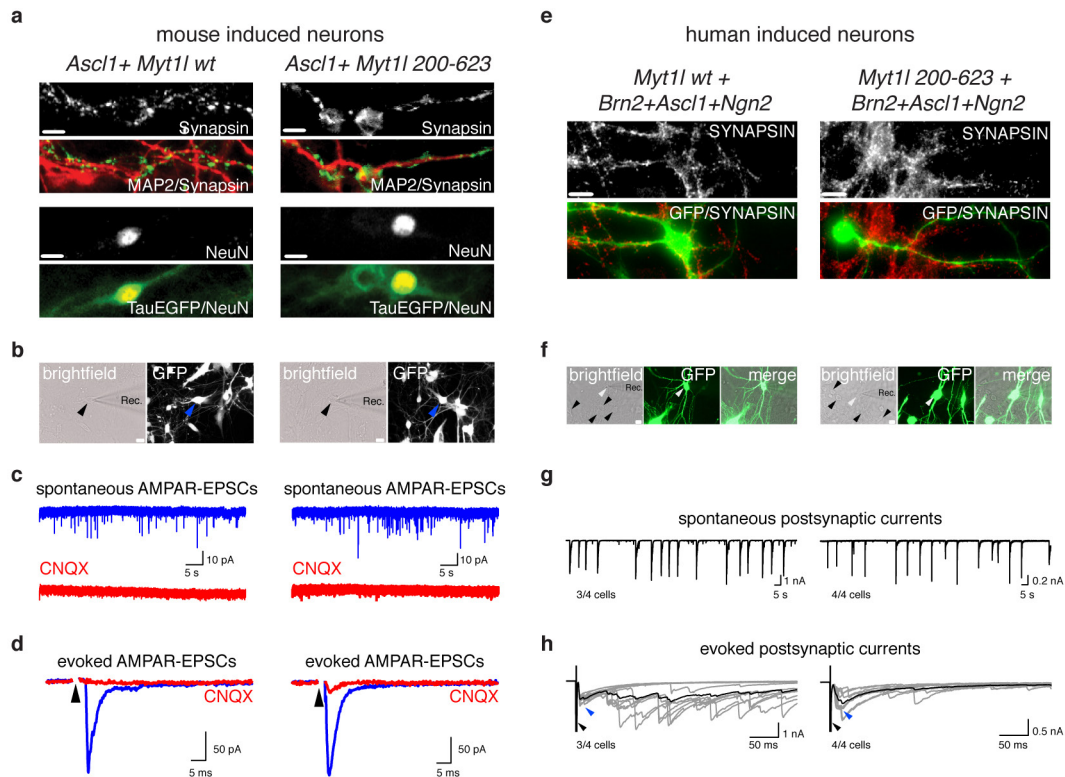 a
mouse induced neurons
Ascl1+ Myt1l wt
Ascl1+ Myt1l 200-623
Synapsin
Synapsin
MAP2/Synapsin
MAP2/Synapsin
NeuN
NeuN
TauEGFP/NeuN
TauEGFP/NeuN
b
brightfield
GFP
Rec.
brightfield
GFP
Rec.
c
spontaneous AMPAR-EPSCs
spontaneous AMPAR-EPSCs
10 pA
5 s
10 pA
5 s
CNQX
CNQX
d
evoked AMPAR-EPSCs
evoked AMPAR-EPSCs
CNQX
CNQX
50 pA
5 ms
50 pA
5 ms
e
human induced neurons
Myt1l wt +
Brn2+Ascl1+Ngn2
Myt1l 200-623 +
Brn2+Ascl1+Ngn2
SYNAPSIN
SYNAPSIN
GFP/SYNAPSIN
GFP/SYNAPSIN
f
brightfield
GFP
merge
Rec.
brightfield
GFP
merge
Rec.
g
spontaneous postsynaptic currents
1 nA
5 s
3/4 cells
0.2 nA
5 s
4/4 cells
h
evoked postsynaptic currents
3/4 cells
1 nA
50 ms
4/4 cells
0.5 nA
50 ms